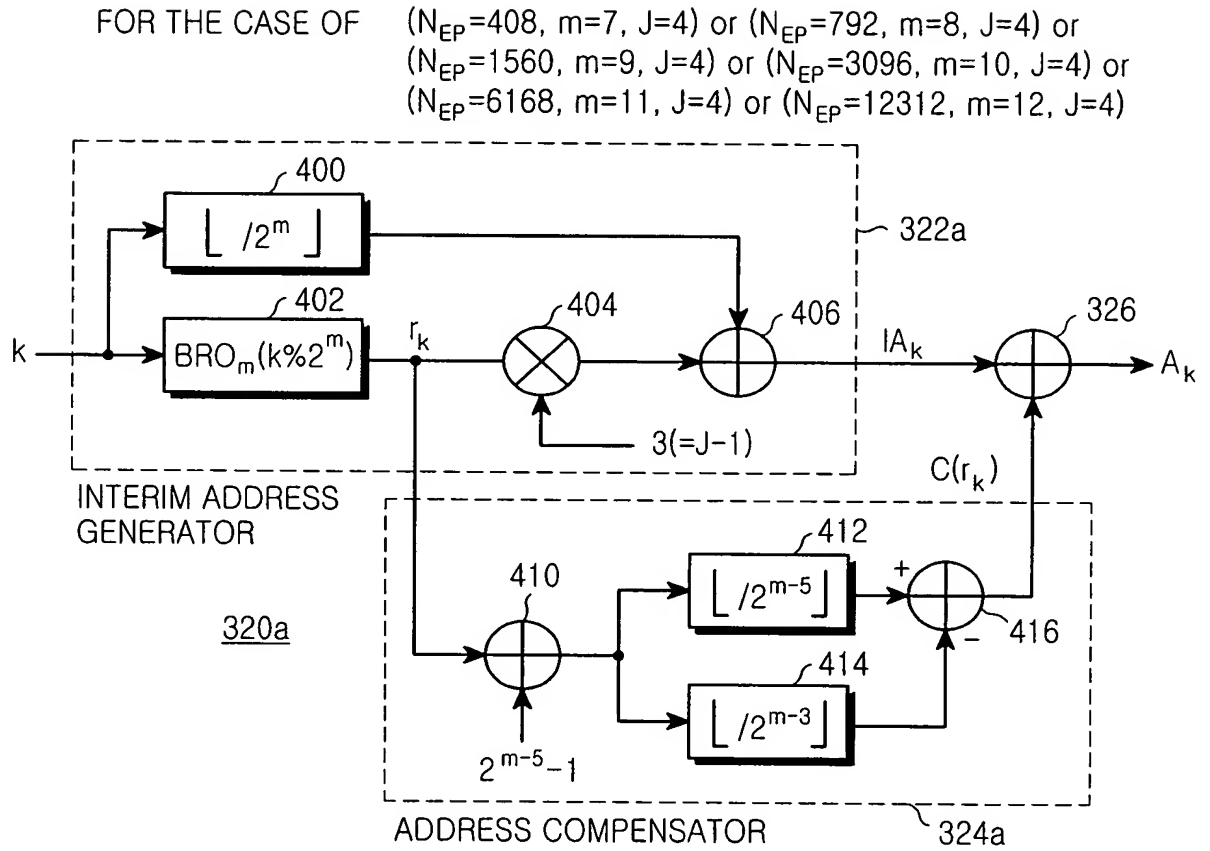 FOR THE CASE OF (N_EP=408, m=7, J=4) or (N_EP=792, m=8, J=4) or
(N_EP=1560, m=9, J=4) or (N_EP=3096, m=10, J=4) or
(N_EP=6168, m=11, J=4) or (N_EP=12312, m=12, J=4)
400
⌊ /2^m ⌋
322a
402
404
406
326
k
BRO_m(k%2^m)
r_k
IA_k
A_k
3(=J-1)
C(r_k)
INTERIM ADDRESS
GENERATOR
412
410
⌊ /2^{m-5} ⌋
+
416
320a
-
414
⌊ /2^{m-3} ⌋
2^{m-5}-1
ADDRESS COMPENSATOR
324a